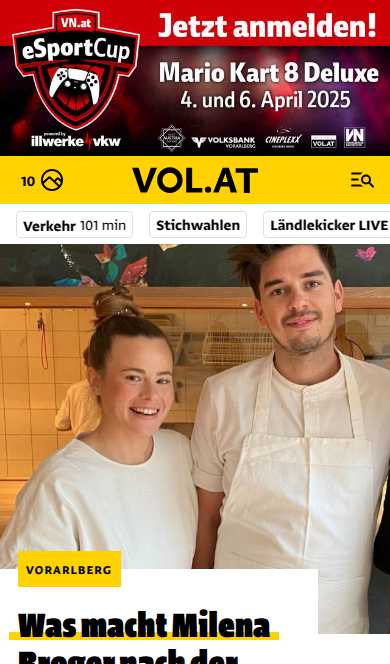 VN.at
eSportCup
powered by
illwerke vkw
Jetzt anmelden!
Mario Kart 8 Deluxe
4. und 6. April 2025
VOLKSBANK
VORARLBERG
CINEPLEXX
VOL.AT
VN
10
VOL.AT
Verkehr 101 min
Stichwahlen
Ländlekicker LIVE
VORARLBERG
Was macht Milena
Broger nach der